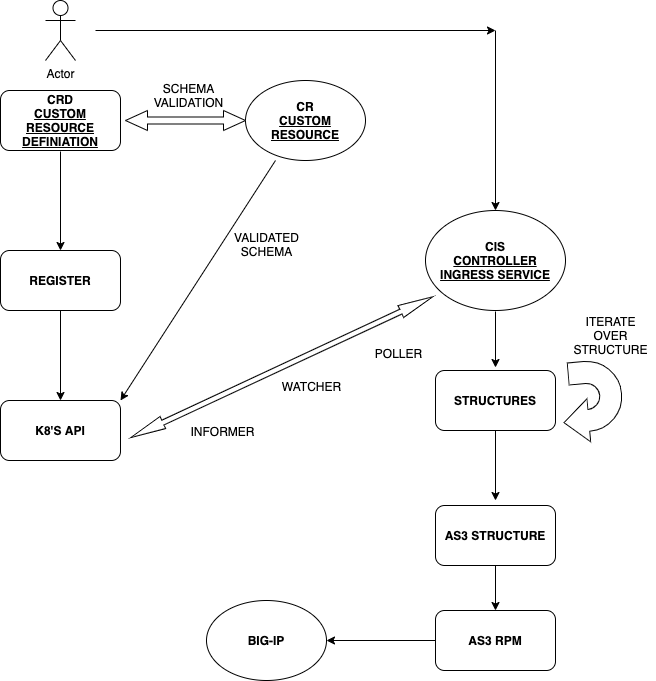 Actor
CRD
CUSTOM
RESOURCE
DEFINIATION
SCHEMA
VALIDATION
CR
CUSTOM
RESOURCE
VALIDATED
SCHEMA
REGISTER
CIS
CONTROLLER
INGRESS SERVICE
ITERATE
OVER
STRUCTURE
POLLER
WATCHER
INFORMER
STRUCTURES
K8'S API
AS3 STRUCTURE
AS3 RPM
BIG-IP